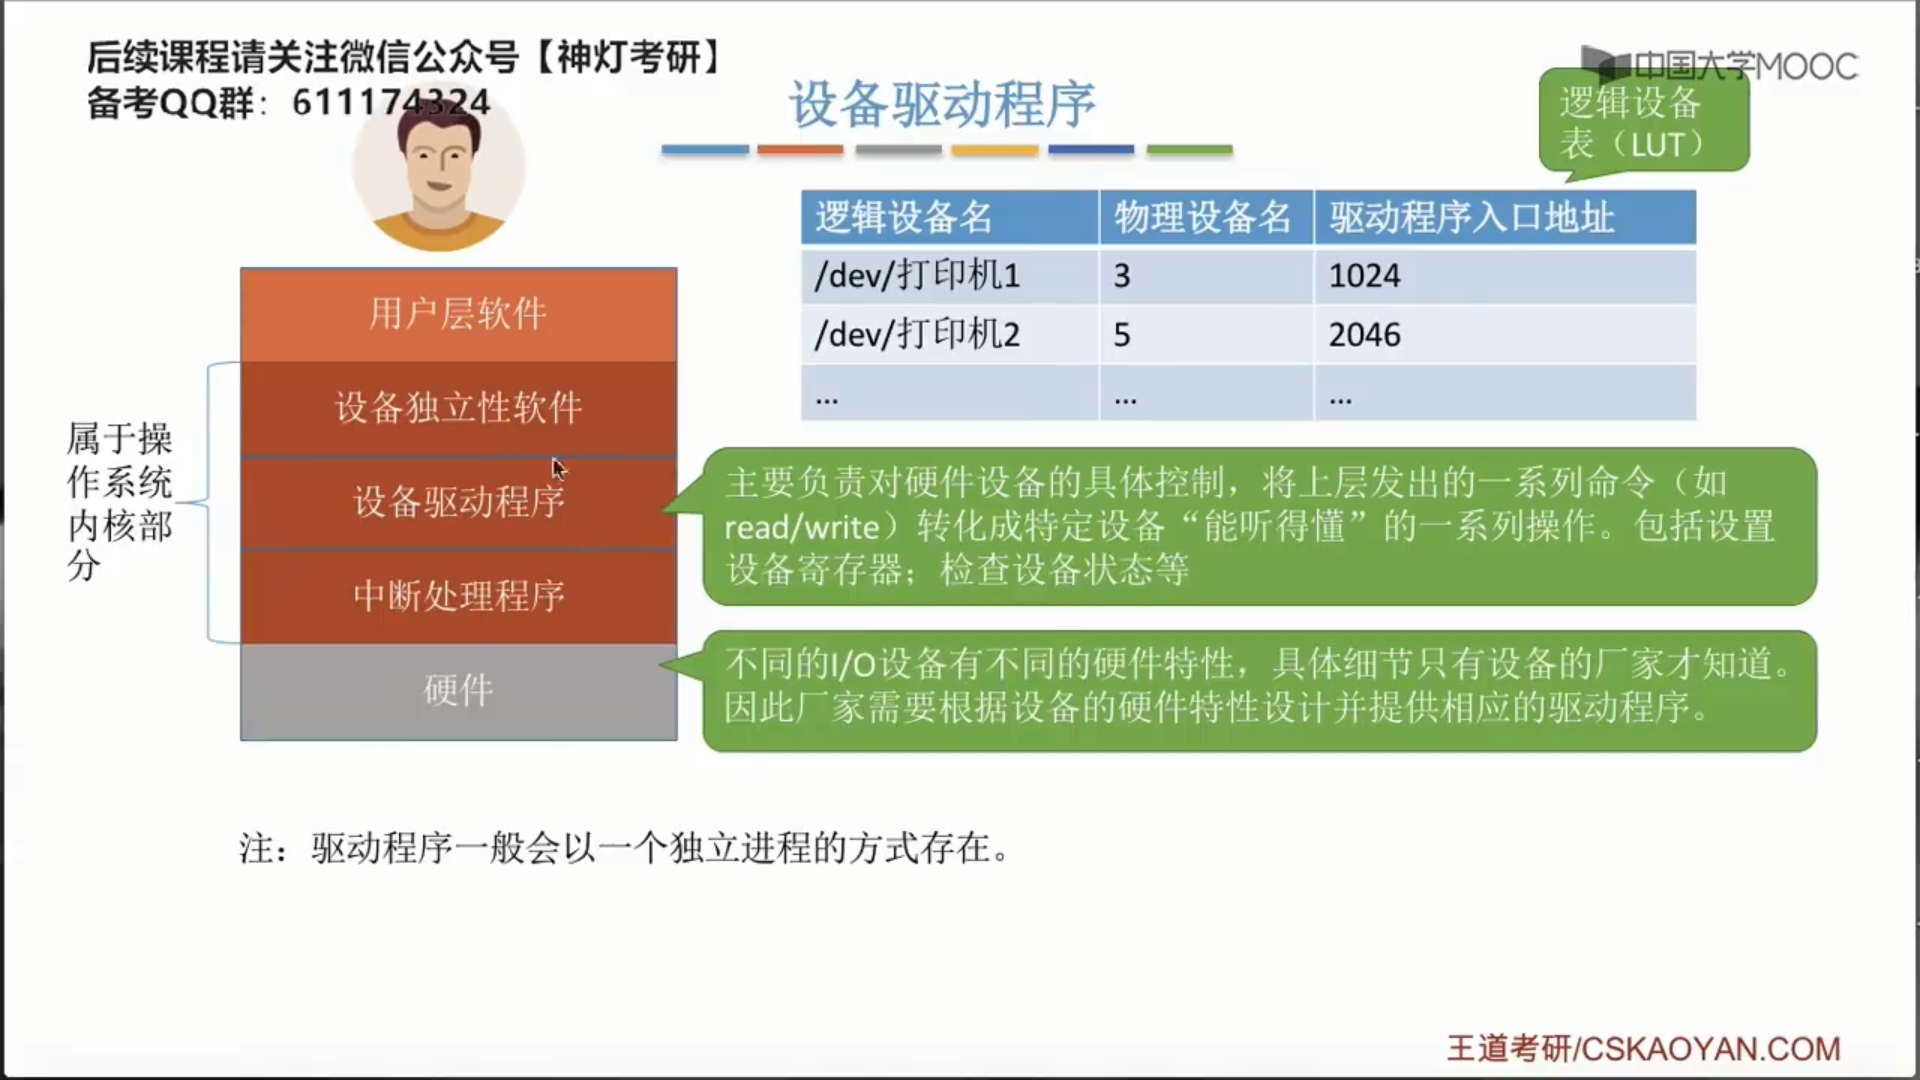 后续课程请关注微信公众号【神灯考研】
备考QQ群：611174324
中国大学MOOC
设备驱动程序
逻辑设备
表（LUT）
逻辑设备名 物理设备名 驱动程序入口地址
/dev/打印机1 3 1024
/dev/打印机2 5 2046
... ... ...
用户层软件
设备独立性软件
设备驱动程序
中断处理程序
硬件
属于操
作系统
内核部
分
主要负责对硬件设备的具体控制，将上层发出的一系列命令（如
read/write）转化成特定设备“能听得懂”的一系列操作。包括设置
设备寄存器；检查设备状态等
不同的I/O设备有不同的硬件特性，具体细节只有设备的厂家才知道。
因此厂家需要根据设备的硬件特性设计并提供相应的驱动程序。
注：驱动程序一般会以一个独立进程的方式存在。
王道考研/CSKAOYAN.COM